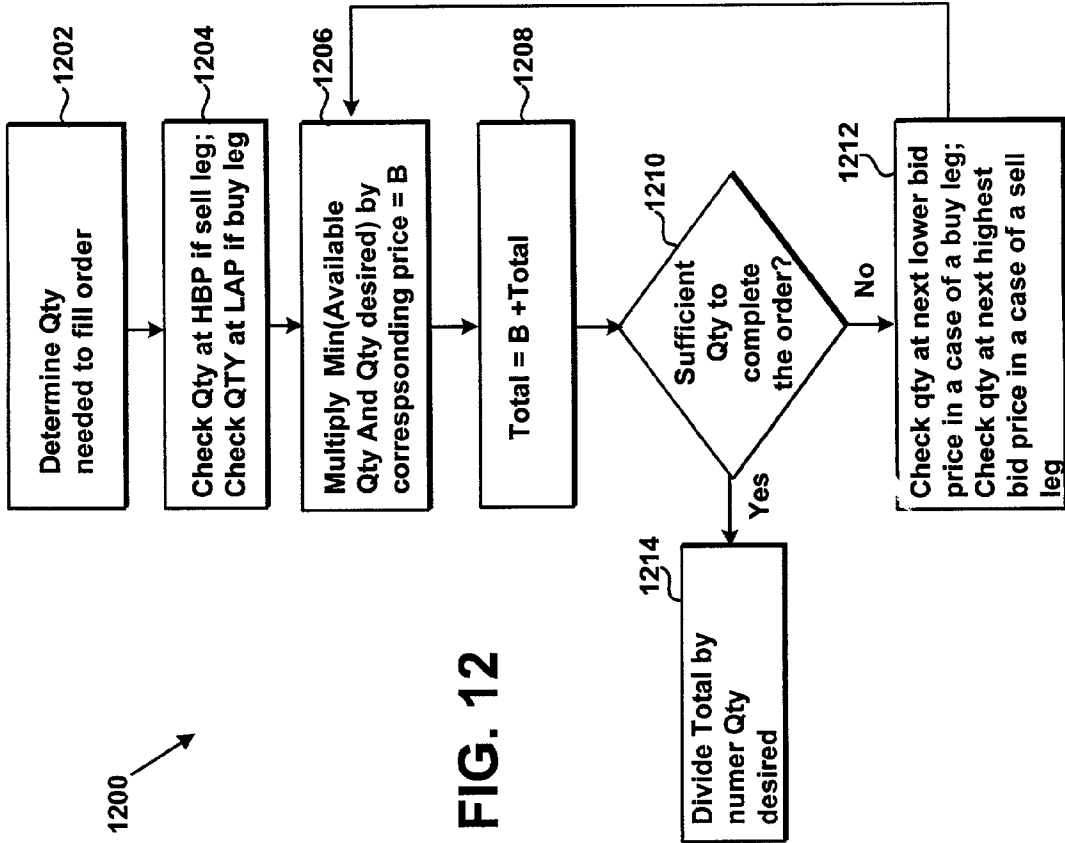 1200
FIG. 12
1202
Determine Qty
needed to fill order
1204
Check Qty at HBP if sell leg;
Check QTY at LAP if buy leg
1206
Multiply Min(Available
Qty And Qty desired) by
correpsonding price = B
1208
Total = B +Total
1210
Sufficient
Qty to
complete
the order?
Yes
No
1212
Check qty at next lower bid
price in a case of a buy leg;
Check qty at next highest
bid price in a case of a sell
leg
1214
Divide Total by
numer Qty
desired